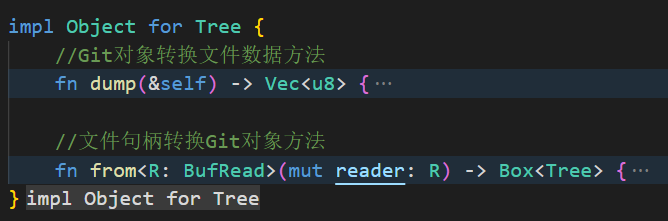 impl Object for Tree {
//Git对象转换文件数据方法
fn dump(&self) -> Vec<u8> {⋯
//文件句柄转换Git对象方法
fn from<R: BufRead>(mut reader: R) -> Box<Tree> {⋯
} impl Object for Tree